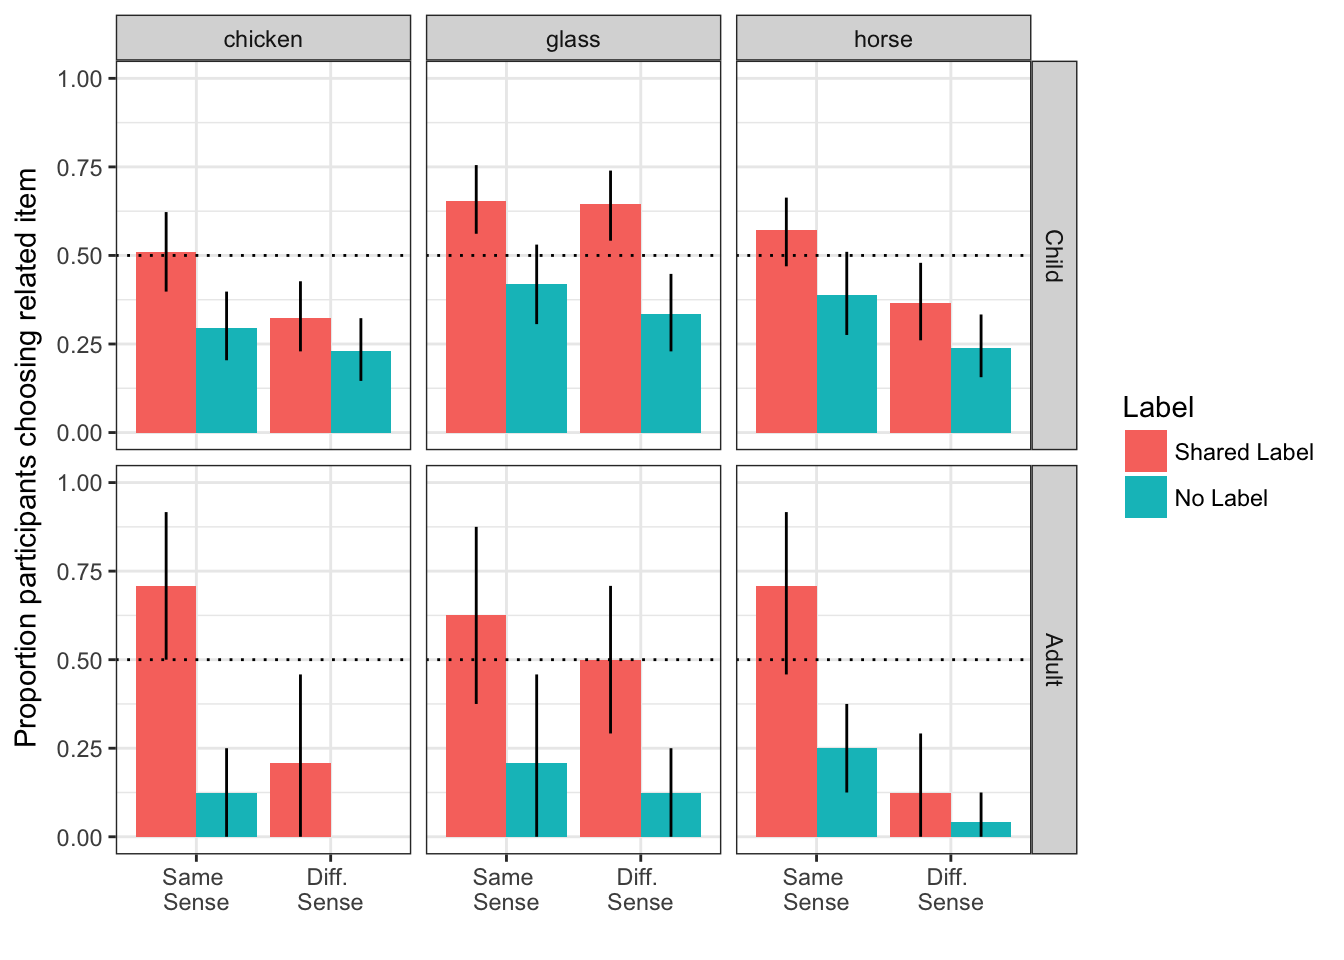 chicken
glass
horse
Proportion participants choosing related item
1.00
0.75
0.50
0.25
0.00
Child
1.00
0.75
0.50
0.25
0.00
Adult
Same
Sense
Diff.
Sense
Same
Sense
Diff.
Sense
Same
Sense
Diff.
Sense
Label
Shared Label
No Label